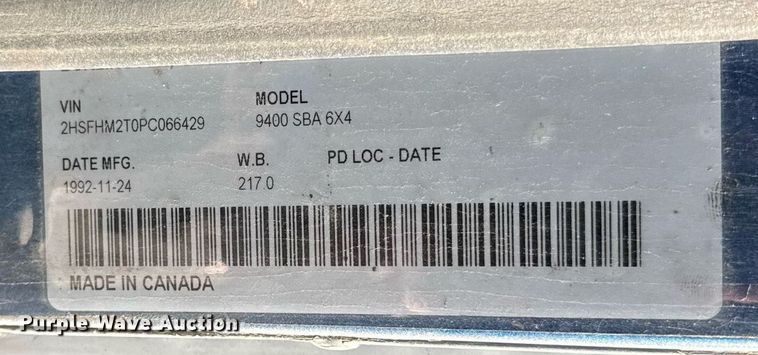 VIN MODEL
2HSFHM2T0PC066429 9400 SBA 6X4
DATE MFG. W.B. PD LOC - DATE
1992-11-24 217.0
MADE IN CANADA
Purple Wave Auction